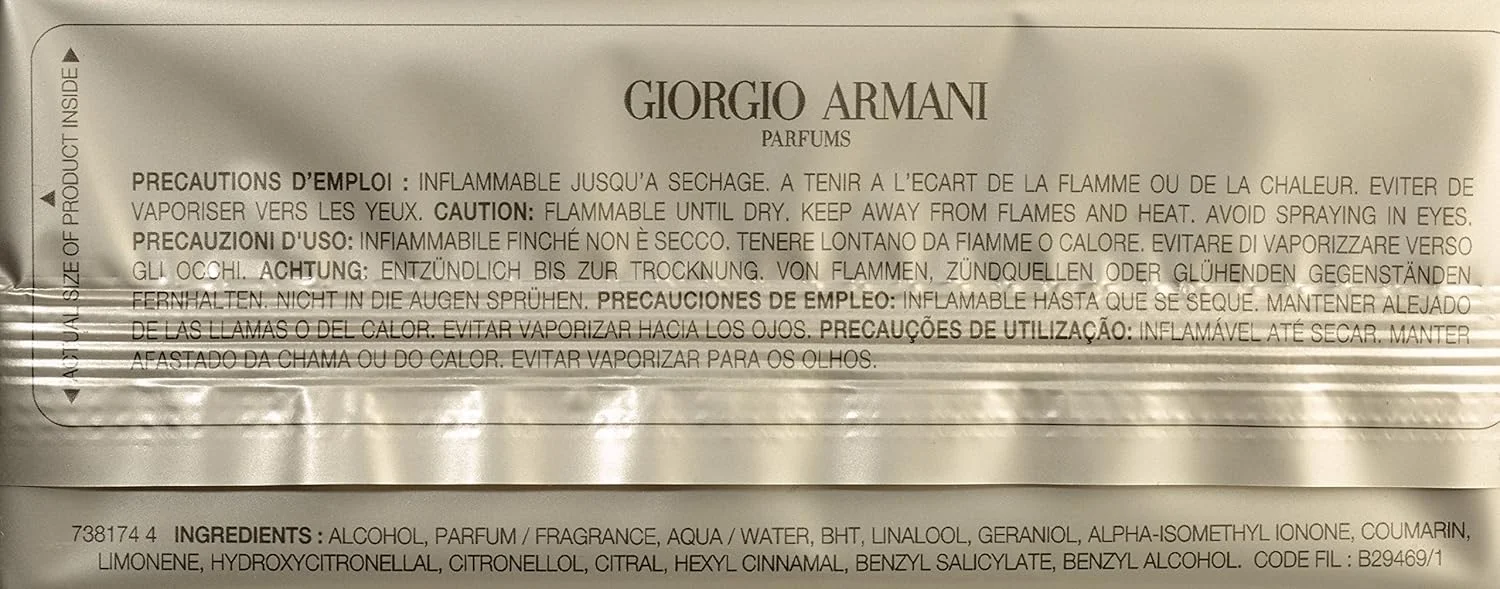 ACTUAL SIZE OF PRODUCT INSIDE
GIORGIO ARMANI
PARFUMS
PRECAUTIONS D'EMPLOI : INFLAMMABLE JUSQU'A SECHAGE. A TENIR A L'ECART DE LA FLAMME OU DE LA CHALEUR. EVITER DE
VAPORISER VERS LES YEUX. CAUTION: FLAMMABLE UNTIL DRY. KEEP AWAY FROM FLAMES AND HEAT. AVOID SPRAYING IN EYES.
PRECAUZIONI D'USO: INFIAMMABILE FINCHÉ NON È SECCO. TENERE LONTANO DA FIAMME O CALORE. EVITARE DI VAPORIZZARE VERSO
GLI OCCHI. ACHTUNG: ENTZÜNDLICH BIS ZUR TROCKNUNG. VON FLAMMEN, ZÜNDQUELLEN ODER GLÜHENDEN GEGENSTÄNDEN
FERNHALTEN. NICHT IN DIE AUGEN SPRÜHEN. PRECAUCIONES DE EMPLEO: INFLAMABLE HASTA QUE SE SEQUE. MANTENER ALEJADO
DE LAS LLAMAS O DEL CALOR. EVITAR VAPORIZAR HACIA LOS OJOS. PRECAUÇÕES DE UTILIZAÇÃO: INFLAMÁVEL ATÉ SECAR. MANTER
AFASTADO DA CHAMA OU DO CALOR. EVITAR VAPORIZAR PARA OS OLHOS.
738174 4 INGREDIENTS : ALCOHOL, PARFUM / FRAGRANCE, AQUA / WATER, BHT, LINALOOL, GERANIOL, ALPHA-ISOMETHYL IONONE, COUMARIN,
LIMONENE, HYDROXYCITRONELLAL, CITRONELLOL, CITRAL, HEXYL CINNAMAL, BENZYL SALICYLATE, BENZYL ALCOHOL. CODE FIL : B29469/1